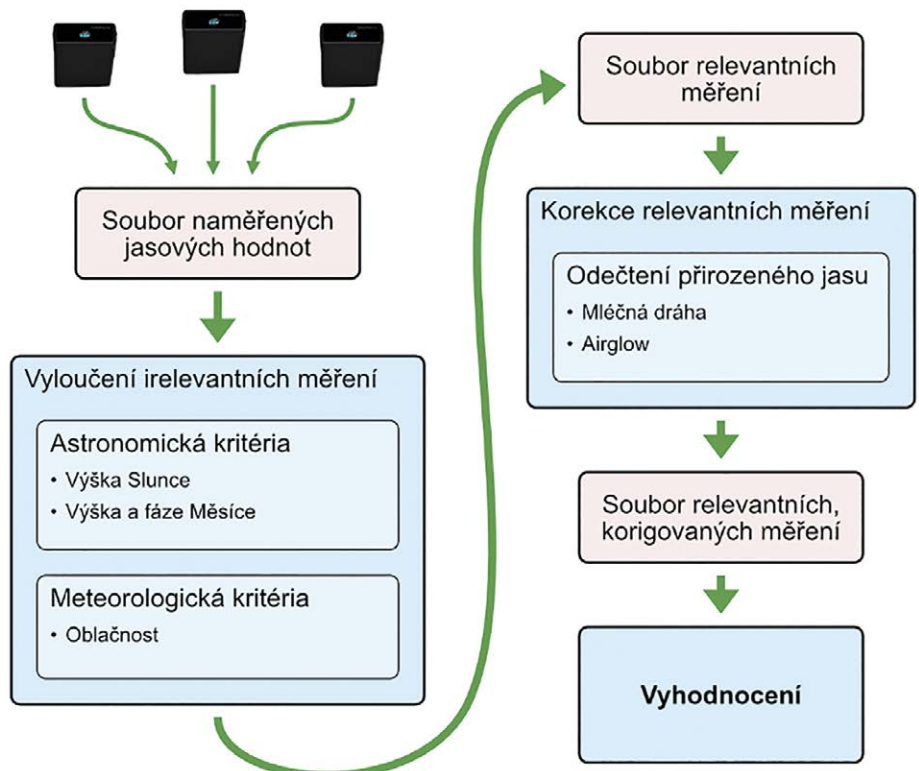 Soubor naměřených
jasových hodnot
Vyloučení irelevantních měření
Astronomická kritéria
• Výška Slunce
• Výška a fáze Měsíce
Meteorologická kritéria
• Oblačnost
Soubor relevantních
měření
Korekce relevantních měření
Odečtení přirozeného jasu
• Mléčná dráha
• Airglow
Soubor relevantních,
korigovaných měření
Vyhodnocení